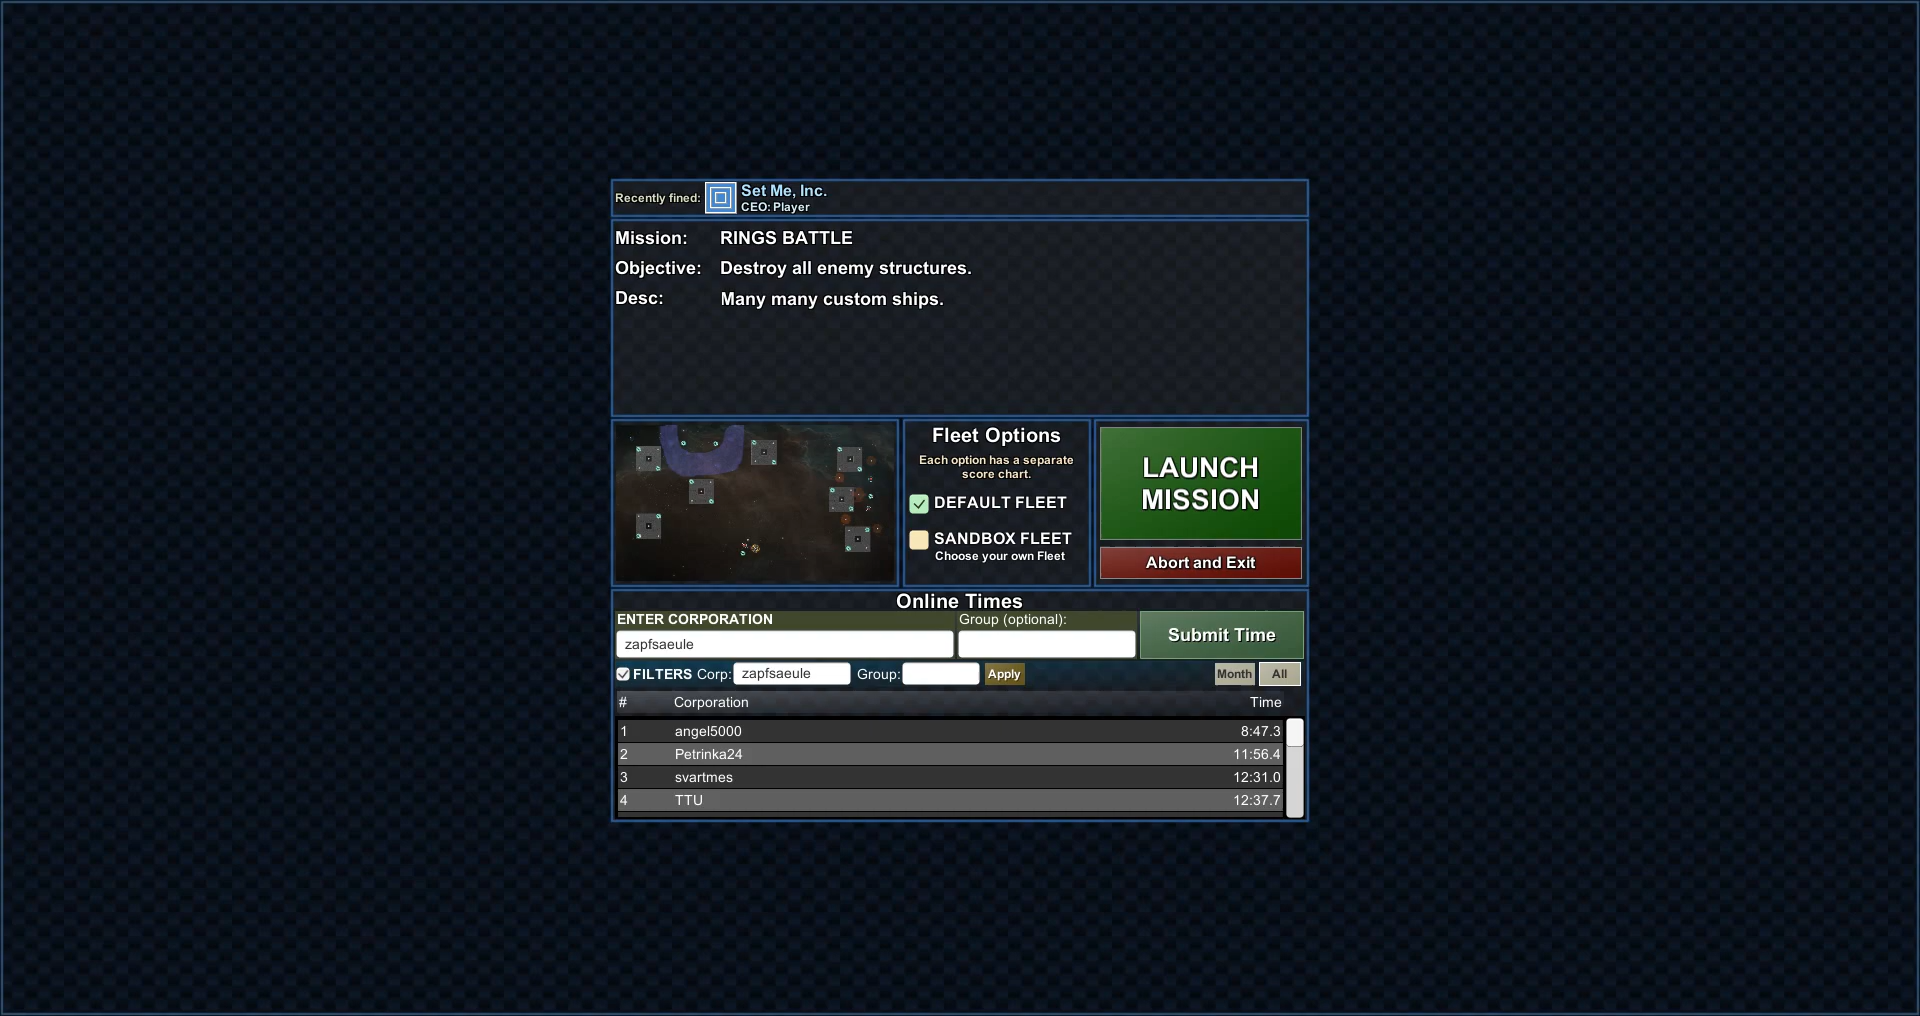 Recently fined: Set Me, Inc.
CEO: Player
Mission: RINGS BATTLE
Objective: Destroy all enemy structures.
Desc: Many many custom ships.
Fleet Options
Each option has a separate
score chart.
DEFAULT FLEET
SANDBOX FLEET
Choose your own Fleet
LAUNCH
MISSION
Abort and Exit
Online Times
ENTER CORPORATION Group (optional):
zapfsaeule
Submit Time
FILTERS Corp: zapfsaeule Group: Apply Month All
# Corporation Time
1 angel5000 8:47.3
2 Petrinka24 11:56.4
3 svartmes 12:31.0
4 TTU 12:37.7